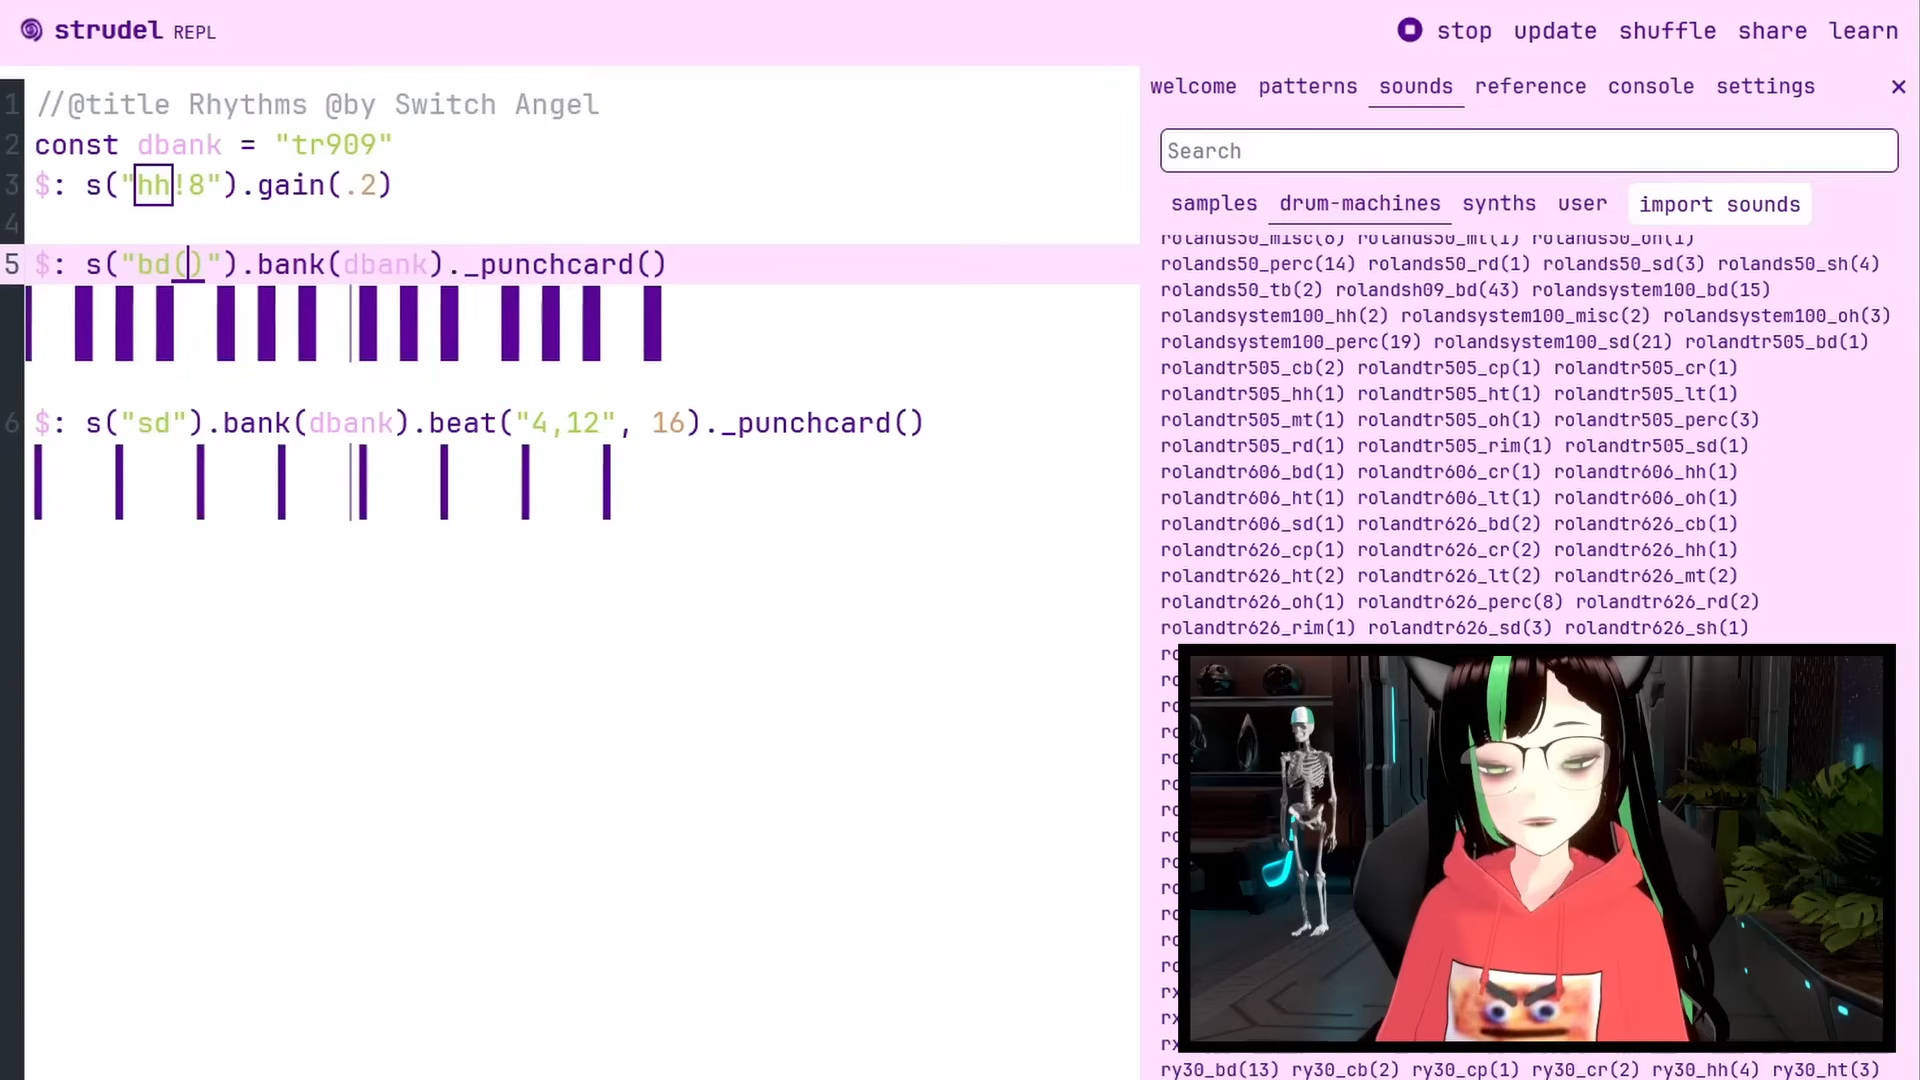 strudel REPL
stop update shuffle share learn
1 //@title Rhythms @by Switch Angel
2 const dbank = "tr909"
3 $: s("hh!8").gain(.2)
4
5 $: s("bd()").bank(dbank)._punchcard()
6 $: s("sd").bank(dbank).beat("4,12", 16)._punchcard()
welcome patterns sounds reference console settings ×
Search
samples drum-machines synths user import sounds
rolands50_misc(6) rolands50_mt(1) rolands50_oh(1)
rolands50_perc(14) rolands50_rd(1) rolands50_sd(3) rolands50_sh(4)
rolands50_tb(2) rolandsh09_bd(43) rolandsystem100_bd(15)
rolandsystem100_hh(2) rolandsystem100_misc(2) rolandsystem100_oh(3)
rolandsystem100_perc(19) rolandsystem100_sd(21) rolandtr505_bd(1)
rolandtr505_cb(2) rolandtr505_cp(1) rolandtr505_cr(1)
rolandtr505_hh(1) rolandtr505_ht(1) rolandtr505_lt(1)
rolandtr505_mt(1) rolandtr505_oh(1) rolandtr505_perc(3)
rolandtr505_rd(1) rolandtr505_rim(1) rolandtr505_sd(1)
rolandtr606_bd(1) rolandtr606_cr(1) rolandtr606_hh(1)
rolandtr606_ht(1) rolandtr606_lt(1) rolandtr606_oh(1)
rolandtr606_sd(1) rolandtr626_bd(2) rolandtr626_cb(1)
rolandtr626_cp(1) rolandtr626_cr(2) rolandtr626_hh(1)
rolandtr626_ht(2) rolandtr626_lt(2) rolandtr626_mt(2)
rolandtr626_oh(1) rolandtr626_perc(8) rolandtr626_rd(2)
rolandtr626_rim(1) rolandtr626_sd(3) rolandtr626_sh(1)
ry30_bd(13) ry30_cb(2) ry30_cp(1) ry30_cr(2) ry30_hh(4) ry30_ht(3)